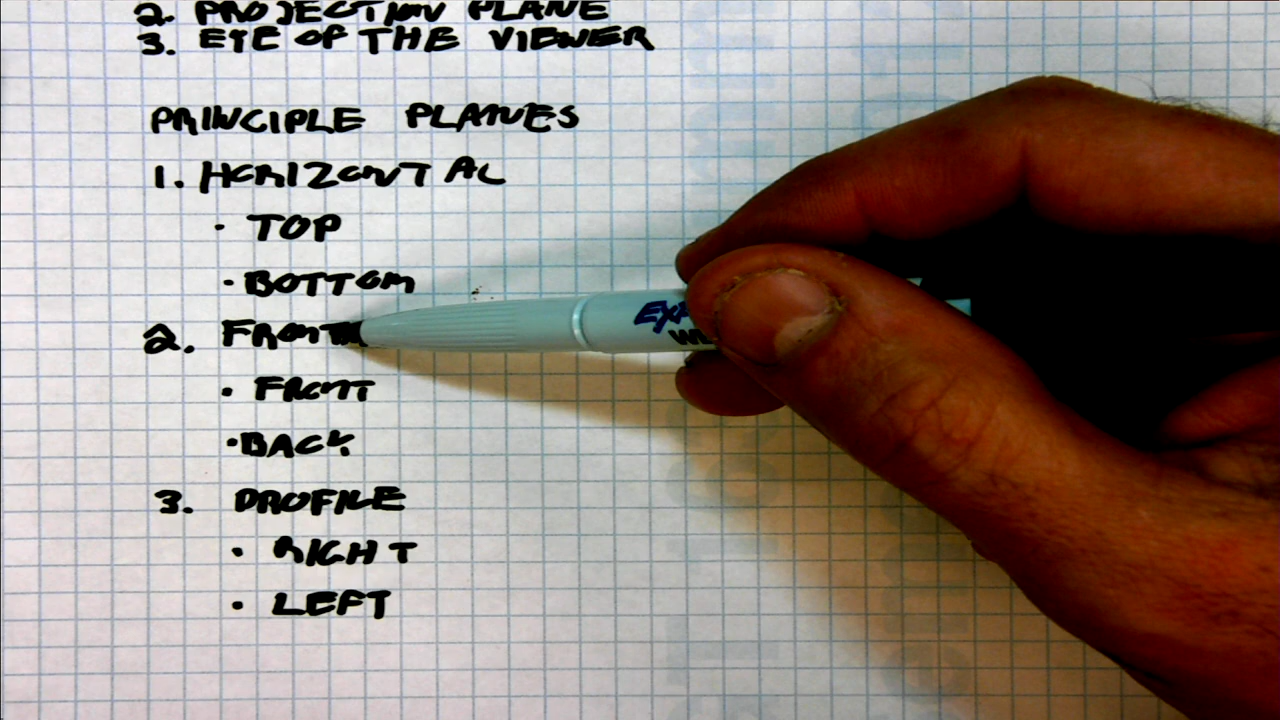 2. PROJECTION PLANE
3. EYE OF THE VIEWER
PRINCIPLE PLANES
1. HORIZONTAL
· TOP
· BOTTOM
2.
· FRONT
· BACK
3. PROFILE
· RIGHT
· LEFT